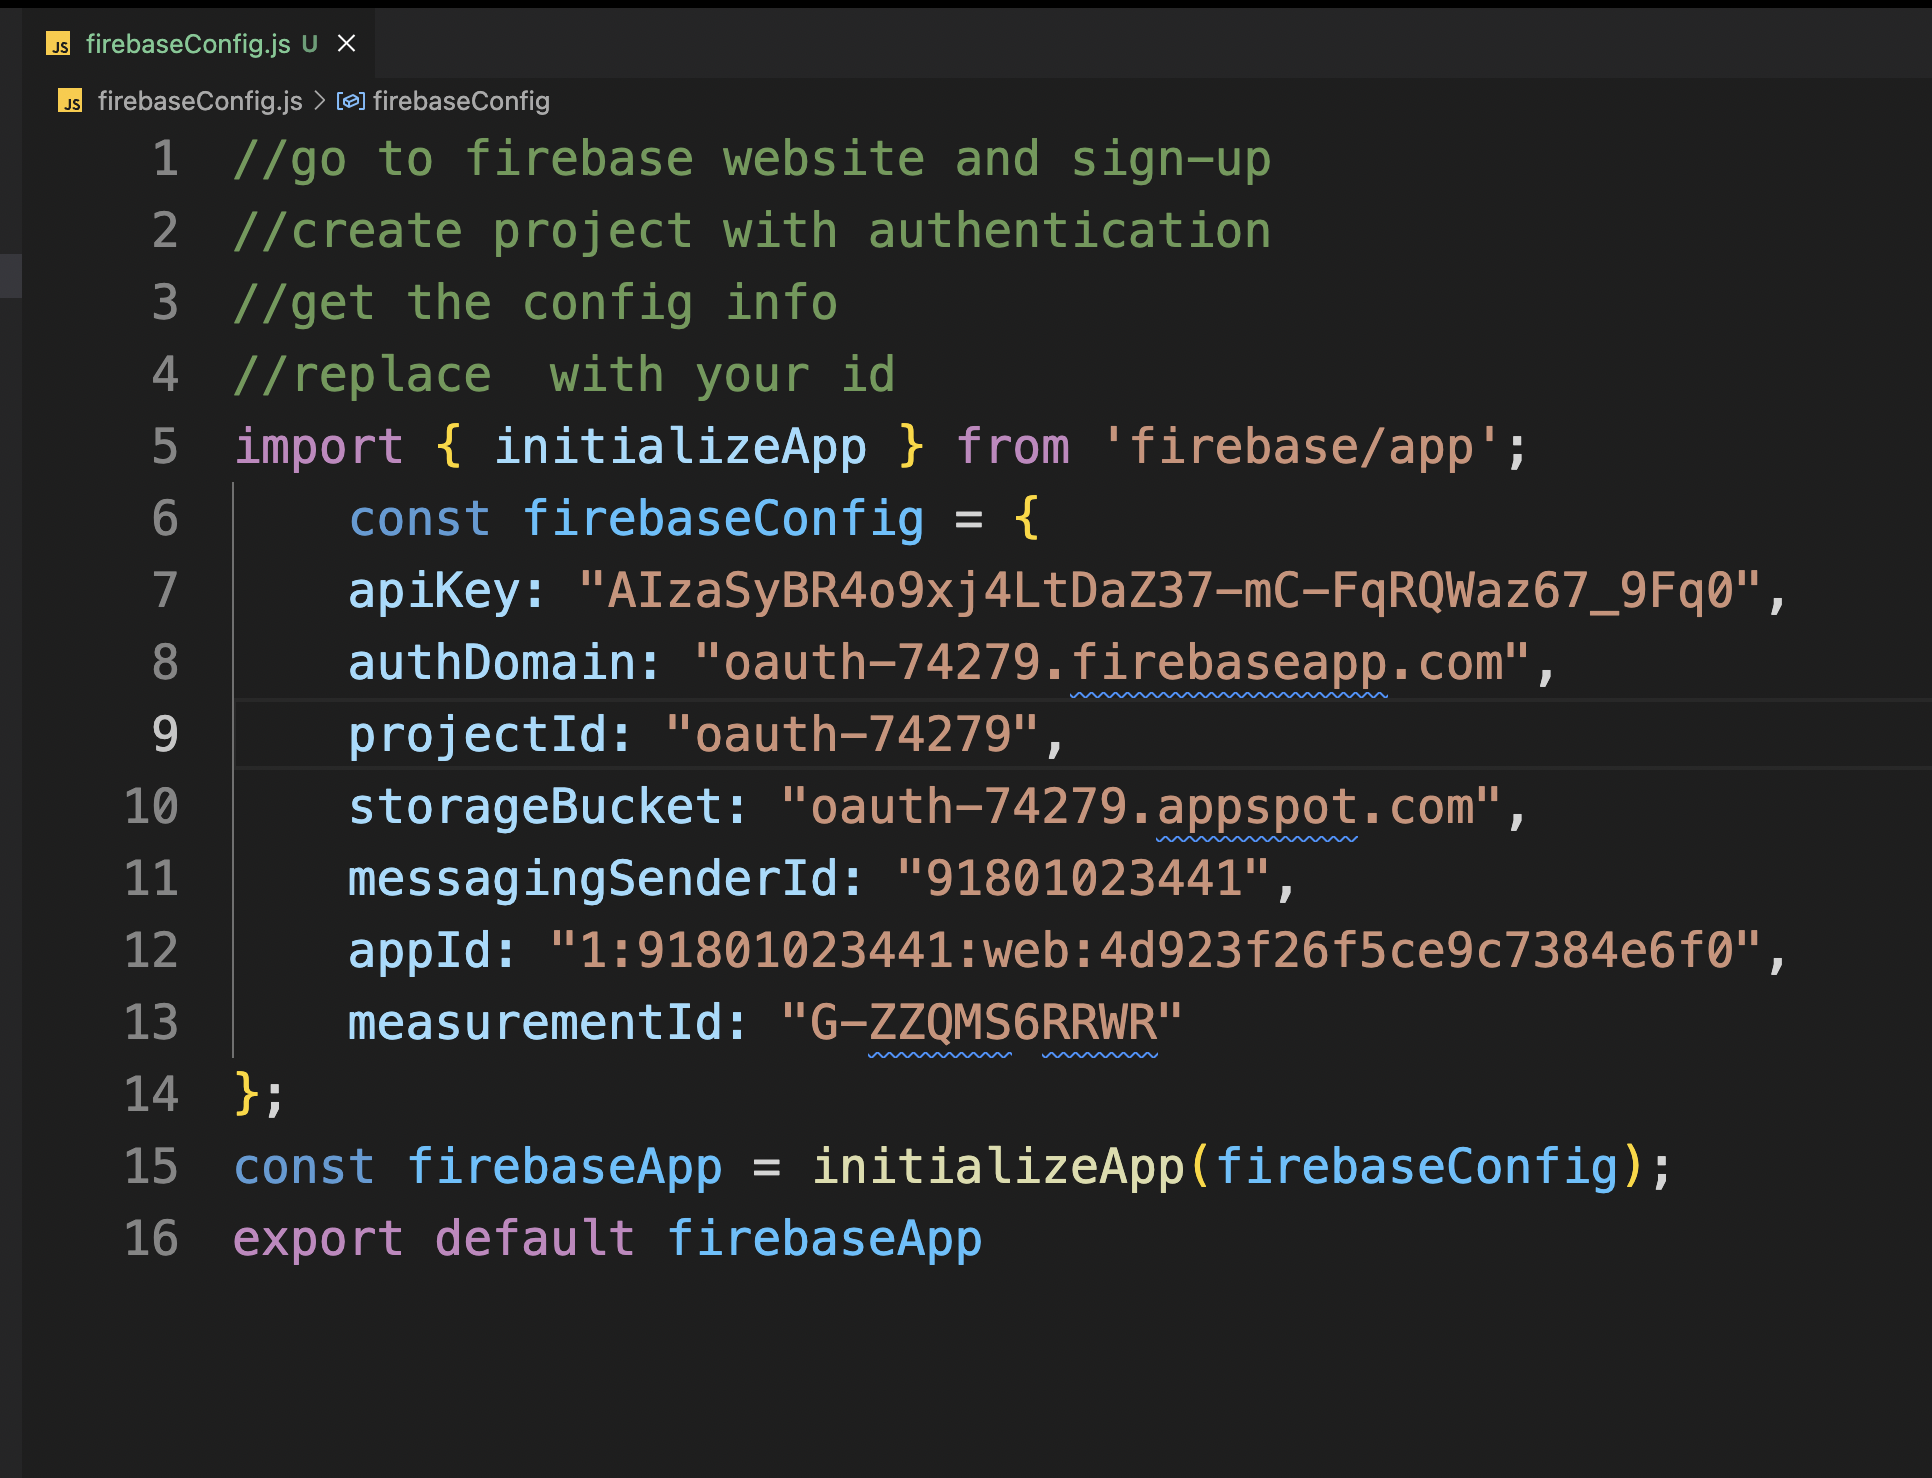 JS firebaseConfig.js U
JS firebaseConfig.js > firebaseConfig
1 //go to firebase website and sign-up
2 //create project with authentication
3 //get the config info
4 //replace  with your id
5 import { initializeApp } from 'firebase/app';
6     const firebaseConfig = {
7     apiKey: "AIzaSyBR4o9xj4LtDaZ37-mC-FqRQWaz67_9Fq0",
8     authDomain: "oauth-74279.firebaseapp.com",
9     projectId: "oauth-74279",
10     storageBucket: "oauth-74279.appspot.com",
11     messagingSenderId: "91801023441",
12     appId: "1:91801023441:web:4d923f26f5ce9c7384e6f0",
13     measurementId: "G-ZZQMS6RRWR"
14 };
15 const firebaseApp = initializeApp(firebaseConfig);
16 export default firebaseApp